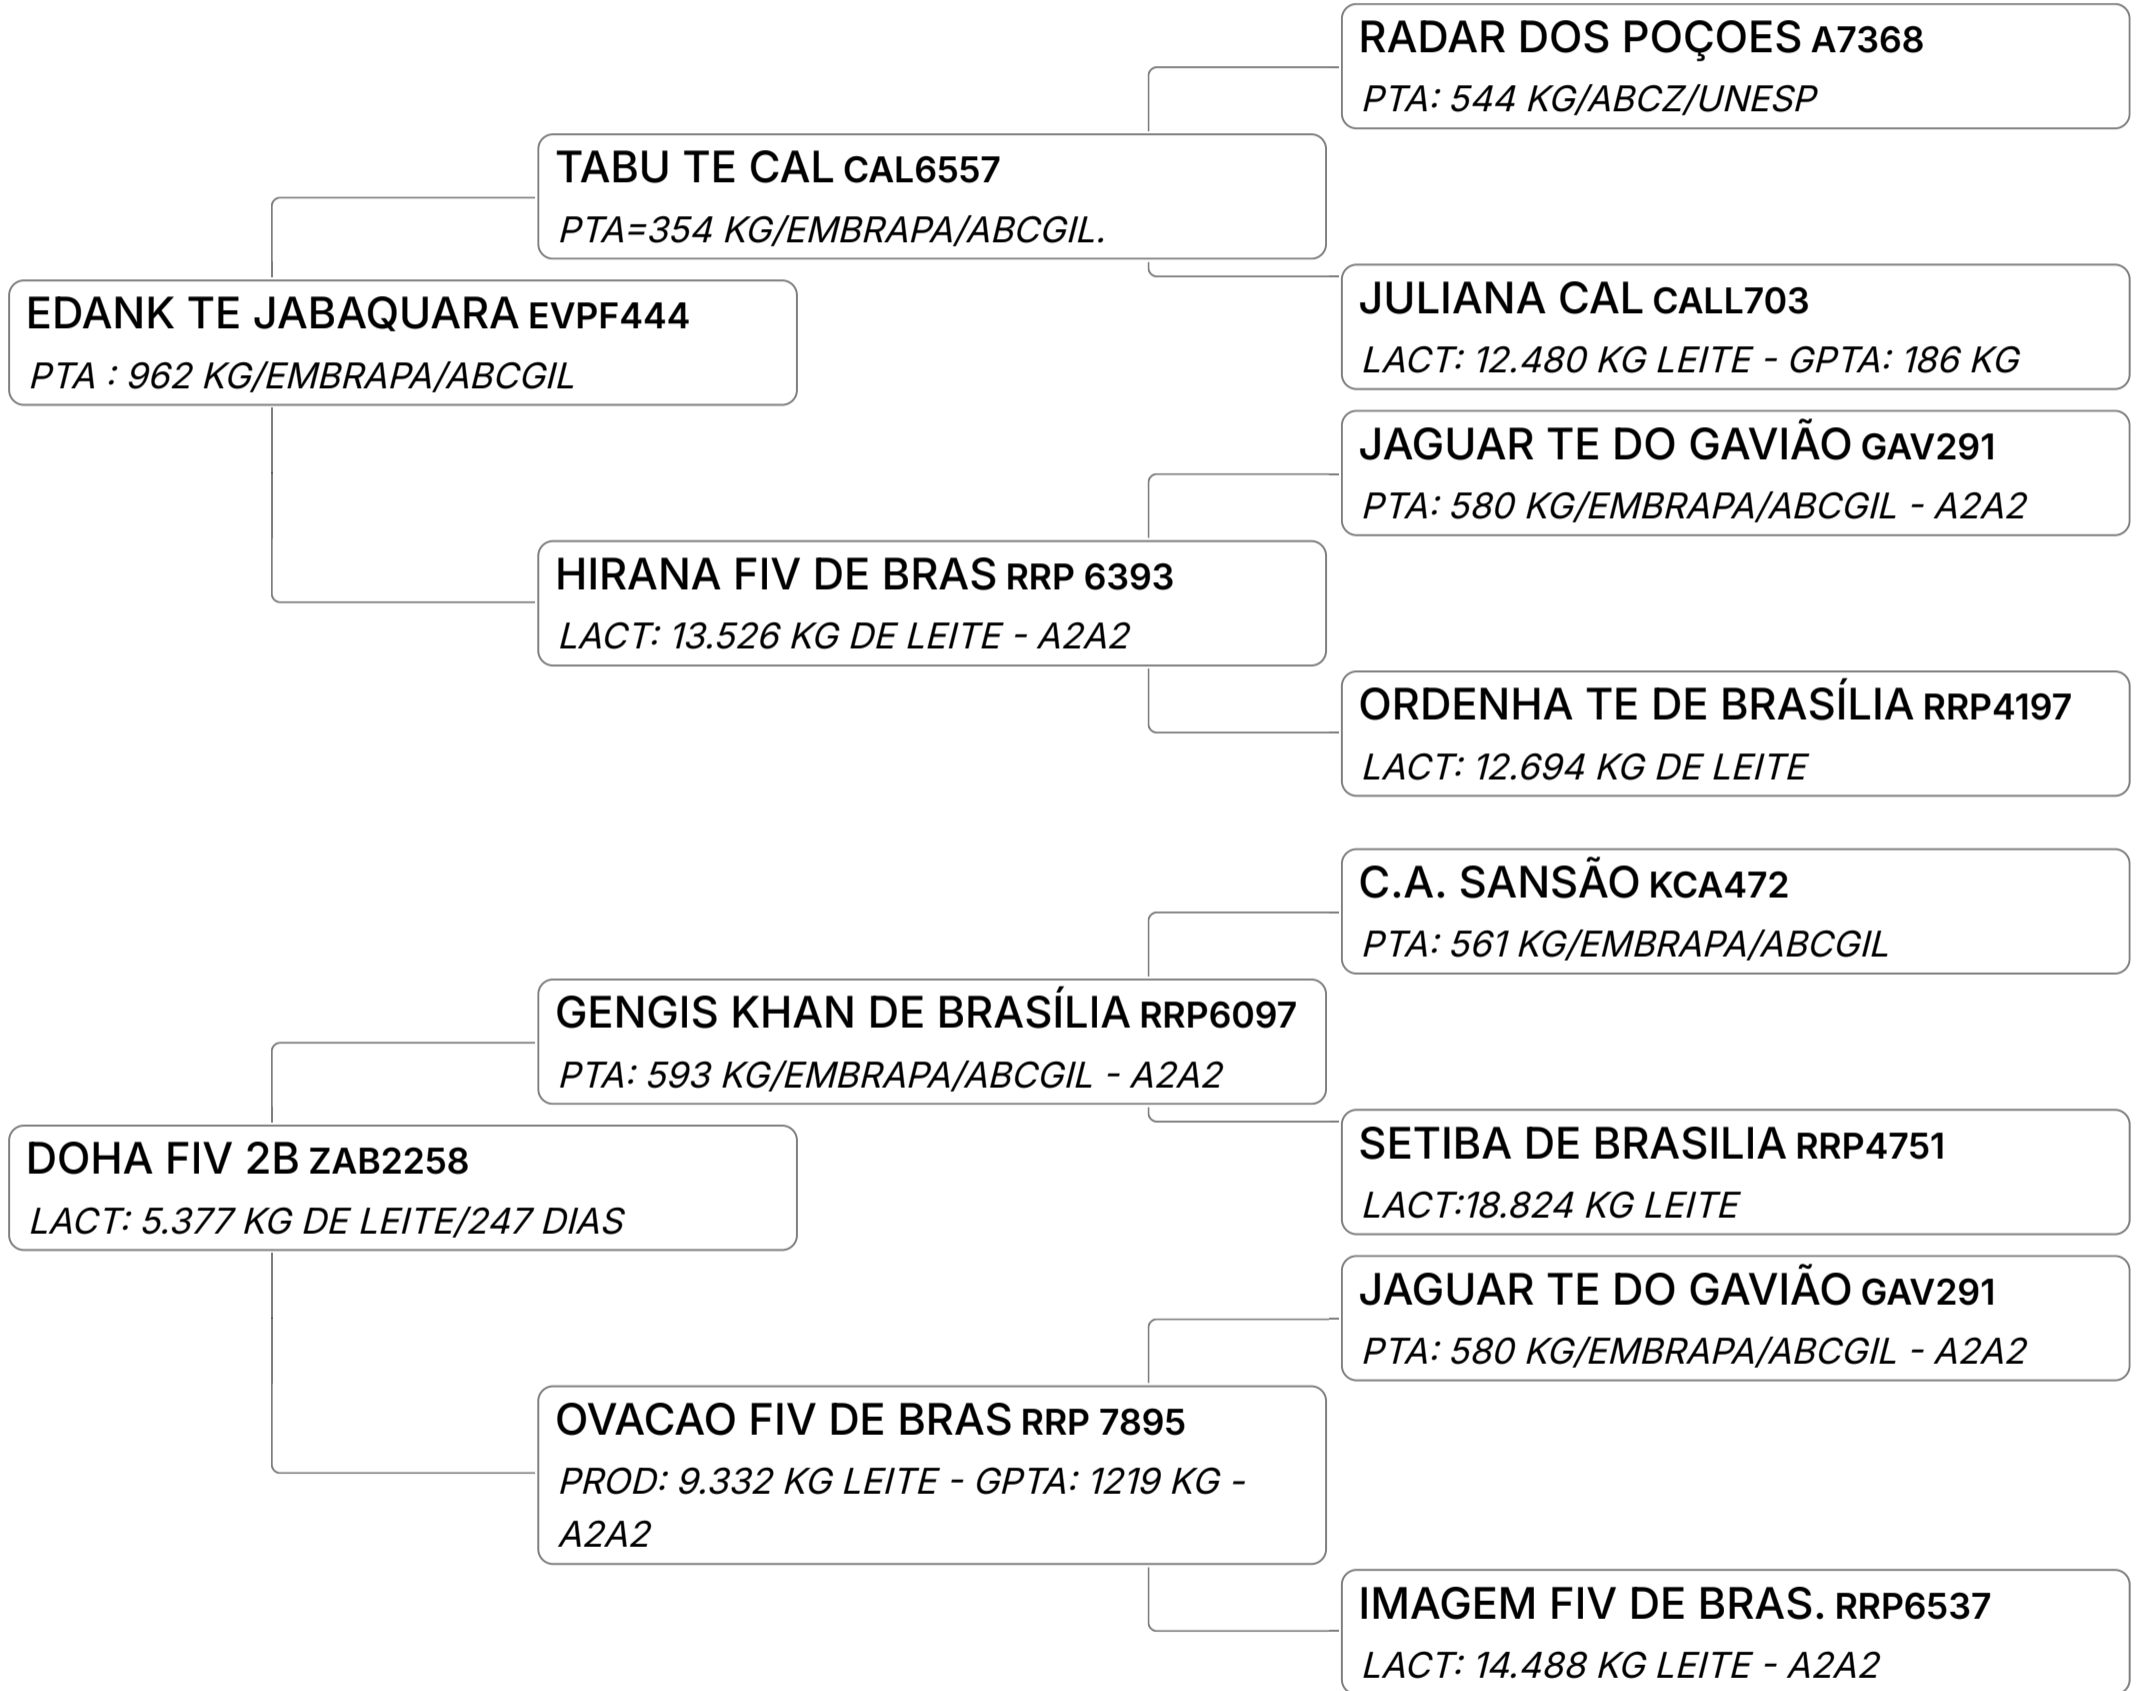 RADAR DOS POÇOES A7368
PTA: 544 KG/ABCZ/UNESP
TABU TE CAL CAL6557
PTA=354 KG/EMBRAPA/ABCGIL.
JULIANA CAL CALL703
LACT: 12.480 KG LEITE - GPTA: 186 KG
EDANK TE JABAQUARA EVPF444
PTA : 962 KG/EMBRAPA/ABCGIL
JAGUAR TE DO GAVIÃO GAV291
PTA: 580 KG/EMBRAPA/ABCGIL - A2A2
HIRANA FIV DE BRAS RRP 6393
LACT: 13.526 KG DE LEITE - A2A2
ORDENHA TE DE BRASÍLIA RRP4197
LACT: 12.694 KG DE LEITE
C.A. SANSÃO KCA472
PTA: 561 KG/EMBRAPA/ABCGIL
GENGIS KHAN DE BRASÍLIA RRP6097
PTA: 593 KG/EMBRAPA/ABCGIL - A2A2
SETIBA DE BRASILIA RRP4751
LACT:18.824 KG LEITE
DOHA FIV 2B ZAB2258
LACT: 5.377 KG DE LEITE/247 DIAS
JAGUAR TE DO GAVIÃO GAV291
PTA: 580 KG/EMBRAPA/ABCGIL - A2A2
OVACAO FIV DE BRAS RRP 7895
PROD: 9.332 KG LEITE - GPTA: 1219 KG -
A2A2
IMAGEM FIV DE BRAS. RRP6537
LACT: 14.488 KG LEITE - A2A2